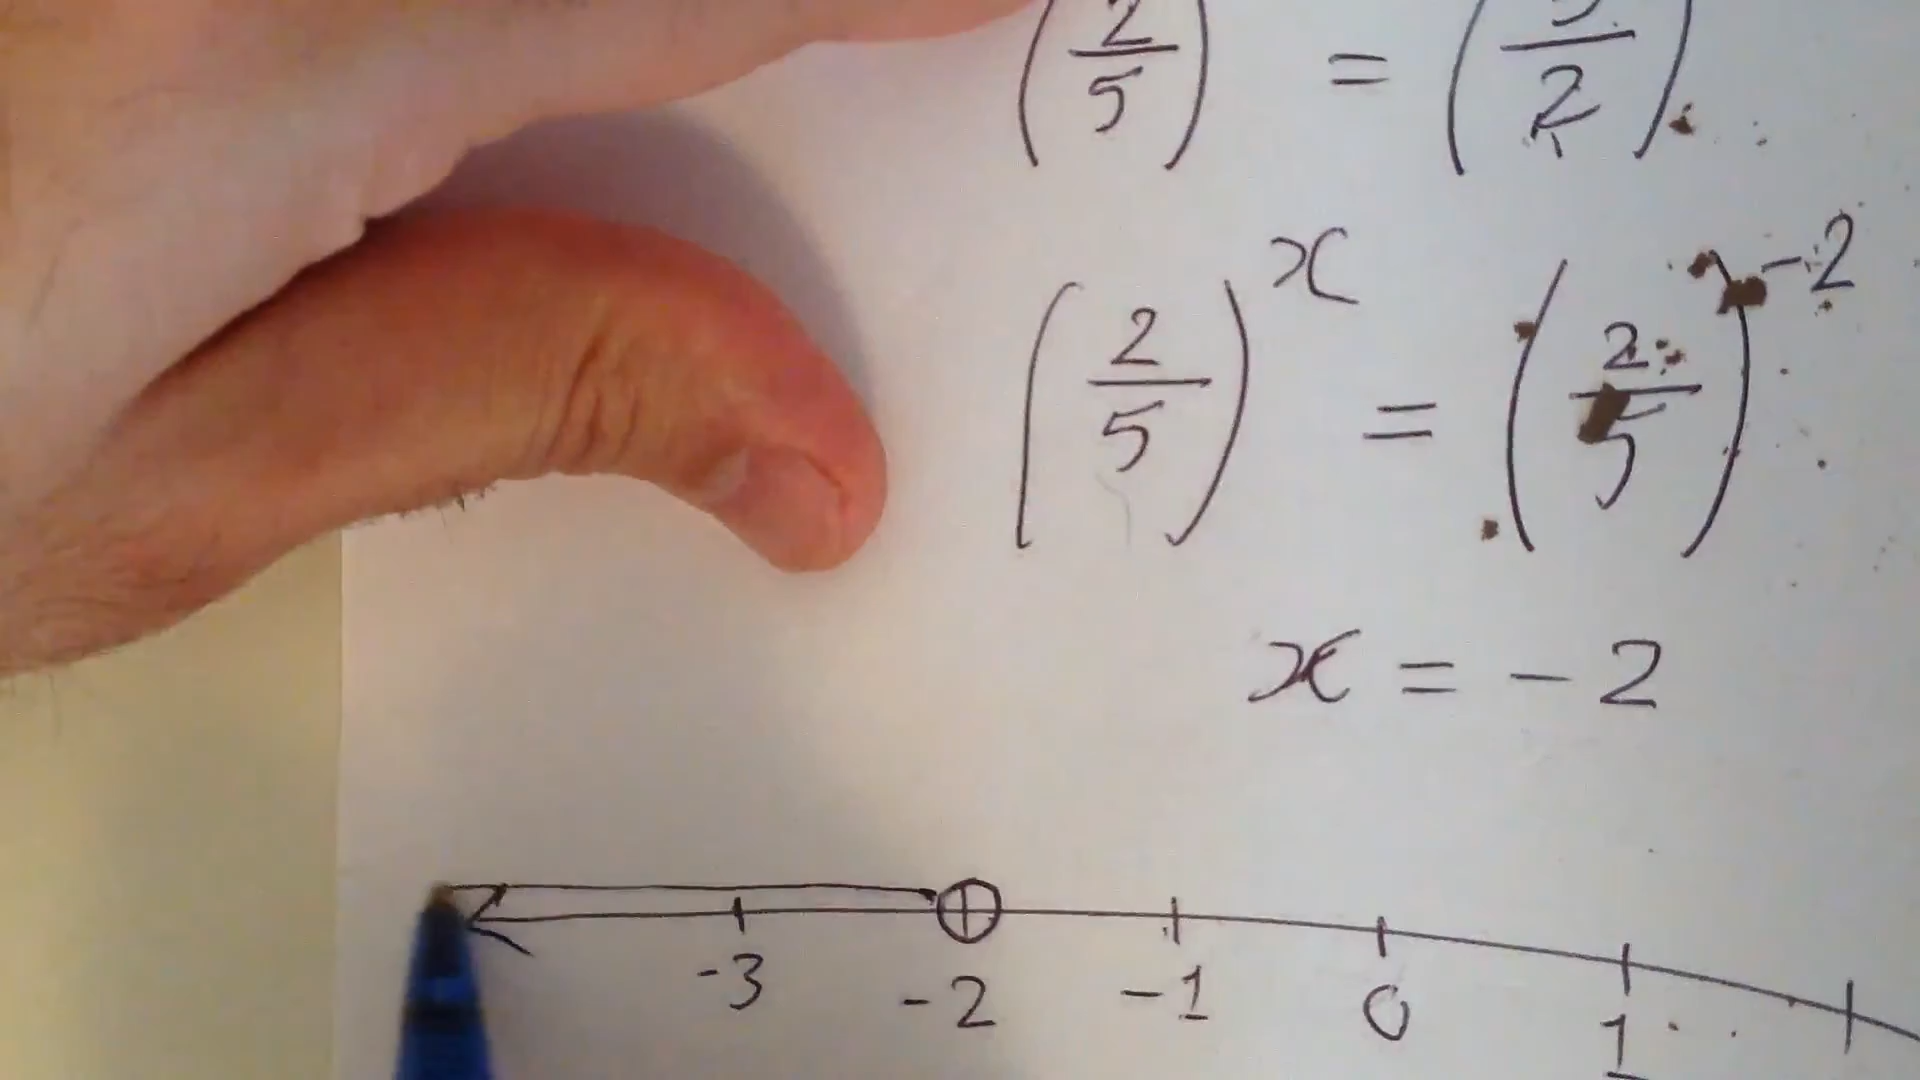 (2/5) = (5/2)
(2/5)^x = (2/5)^-2
x = -2
-3 -2 -1 0 1